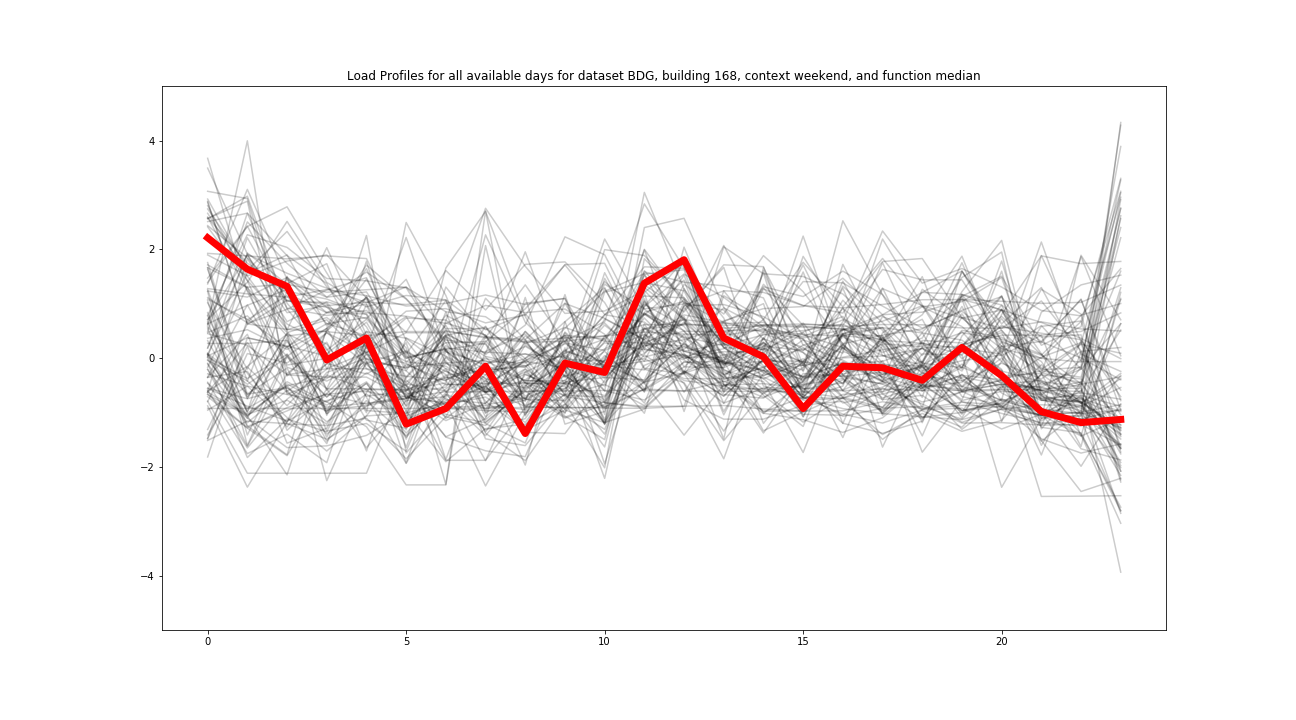 Load Profiles for all available days for dataset BDG, building 168, context weekend, and function median
4
2
0
−2
−4
0 5 10 15 20